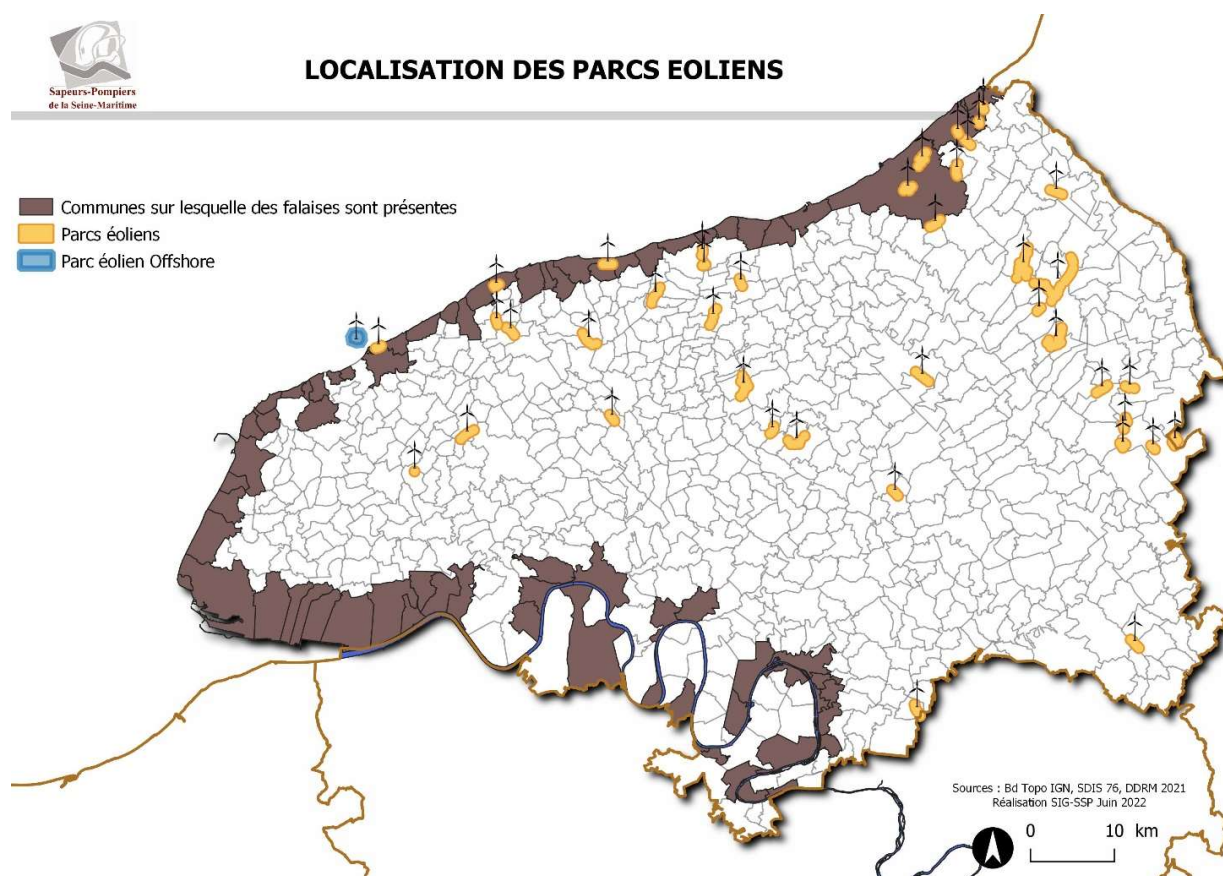 Sapeurs-Pompiers
de la Seine-Maritime
LOCALISATION DES PARCS EOLIENS
Communes sur lesquelle des falaises sont présentes
Parcs éoliens
Parc éolien Offshore
Sources : Bd Topo IGN, SDIS 76, DDRM 2021
Réalisation SIG-SSP Juin 2022
0 10 km